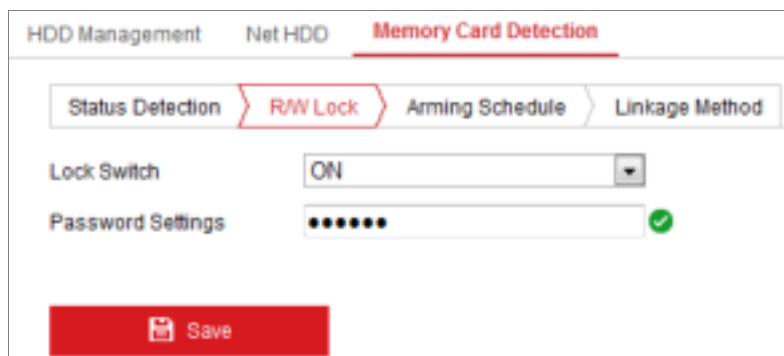 HDD Management Net HDD Memory Card Detection
Status Detection R/W Lock Arming Schedule Linkage Method
Lock Switch ON
Password Settings ●●●●●●
Save